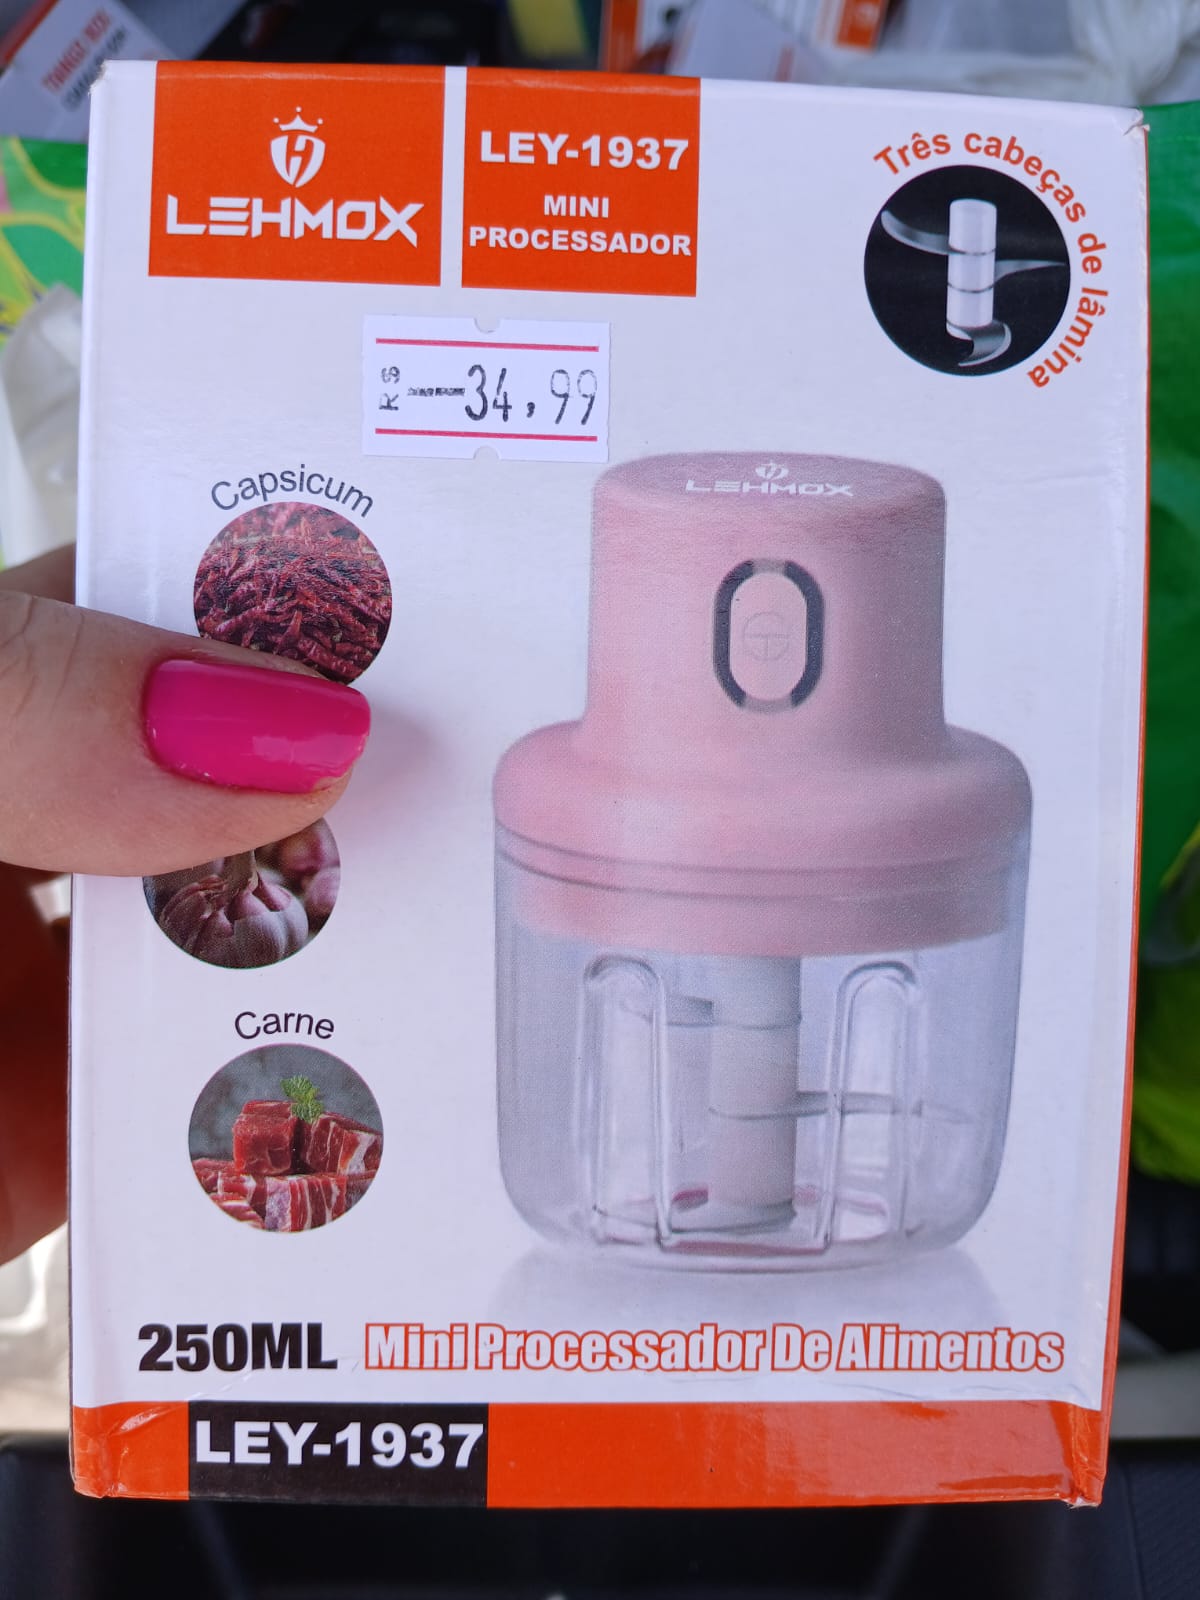 LEHMOX
LEY-1937
MINI
PROCESSADOR
Três cabeças de lâmina
R$ --34,99
Capsicum
LEHMOX
Carne
250ML Mini Processador De Alimentos
LEY-1937